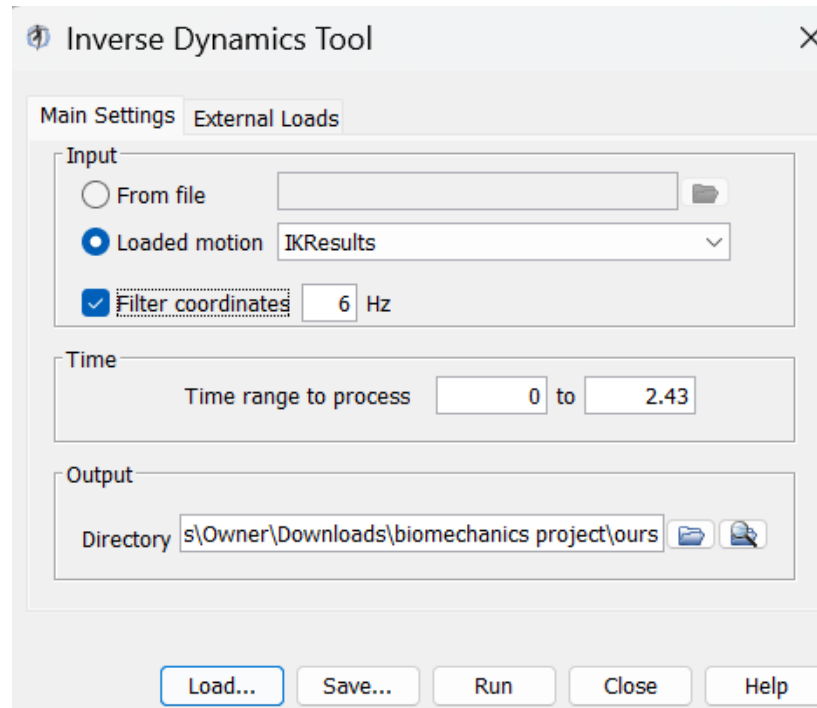 Inverse Dynamics Tool
Main Settings External Loads
Input
From file
Loaded motion IKResults
Filter coordinates 6 Hz
Time
Time range to process 0 to 2.43
Output
Directory s\Owner\Downloads\biomechanics project\ours
Load... Save... Run Close Help